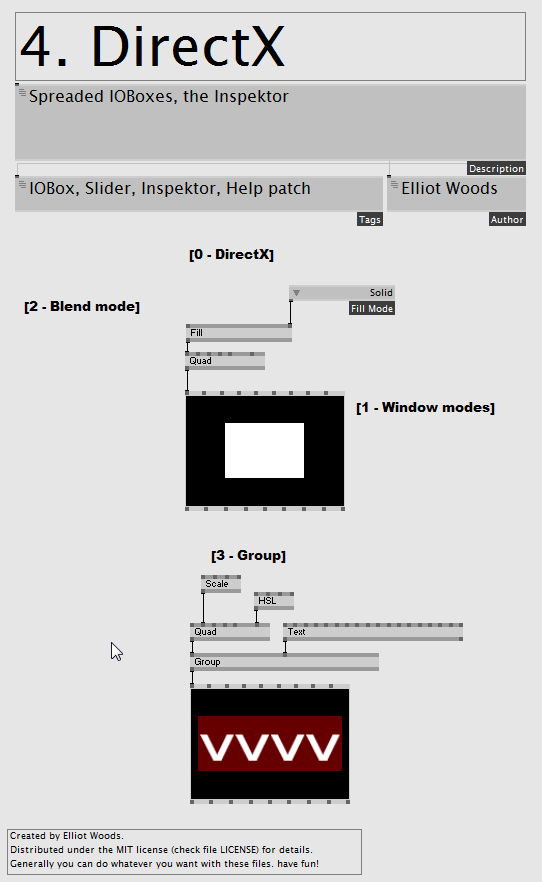 4. DirectX
Spreaded IOBoxes, the Inspektor
Description
IOBox, Slider, Inspektor, Help patch
Tags
Elliot Woods
Author
[0 - DirectX]
Solid
Fill Mode
[2 - Blend mode]
Fill
Quad
[1 - Window modes]
[3 - Group]
Scale
HSL
Quad
Text
Group
VVVV
Created by Elliot Woods.
Distributed under the MIT license (check file LICENSE) for details.
Generally you can do whatever you want with these files. have fun!